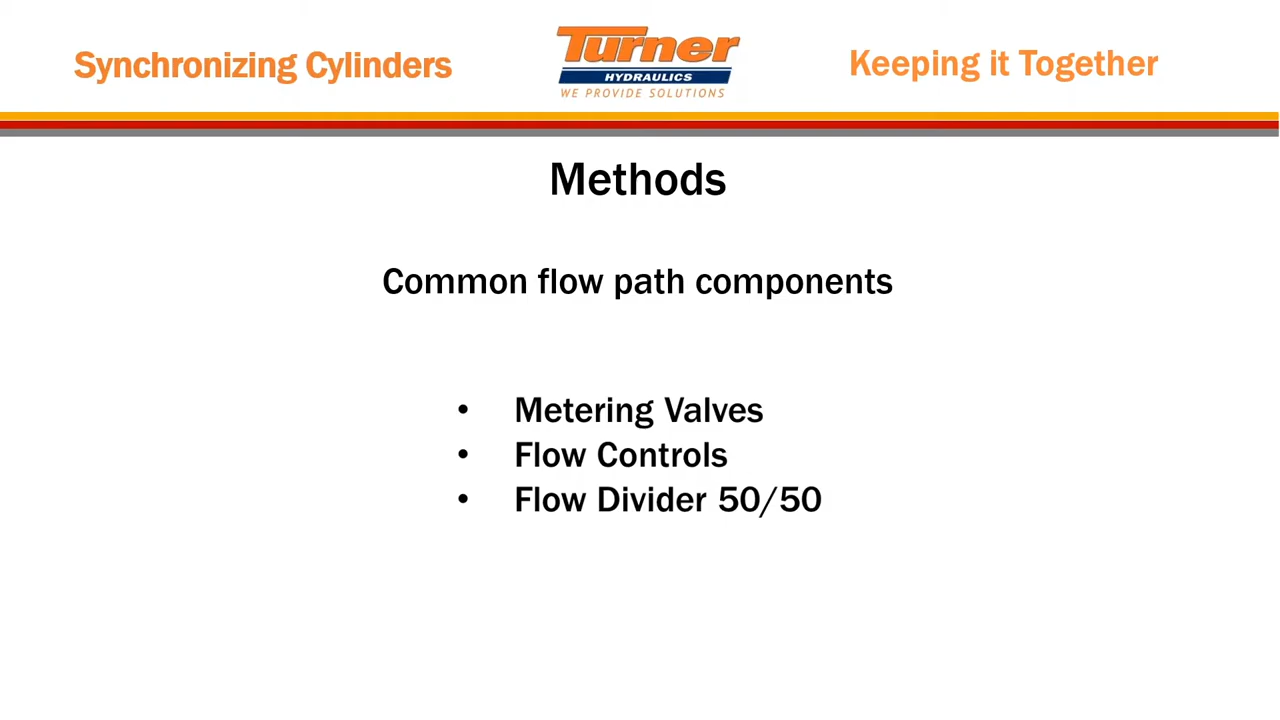 Synchronizing Cylinders
Turner
HYDRAULICS
WE PROVIDE SOLUTIONS
Keeping it Together
Methods
Common flow path components
• Metering Valves
• Flow Controls
• Flow Divider 50/50